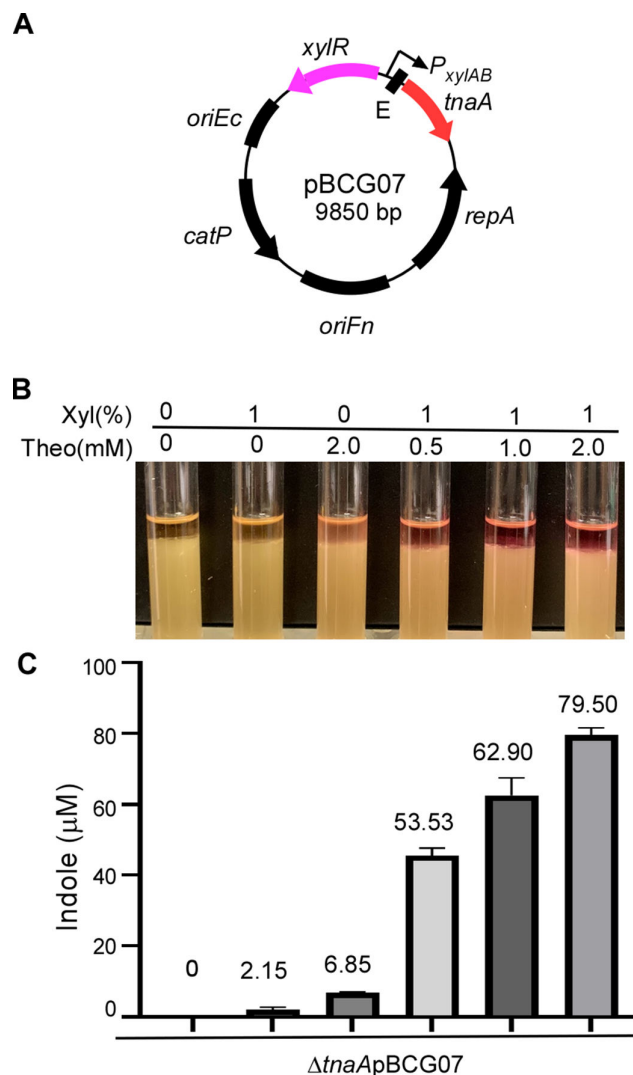 A
xylR
PxylAB
E
tnaA
oriEc
pBCG07
9850 bp
catP
repA
oriFn
B
Xyl(%) 0 1 0 1 1 1
Theo(mM) 0 0 2.0 0.5 1.0 2.0
C
100
80
60
40
20
0
Indole (μM)
0 2.15 6.85 53.53 62.90 79.50
ΔtnaApBCG07